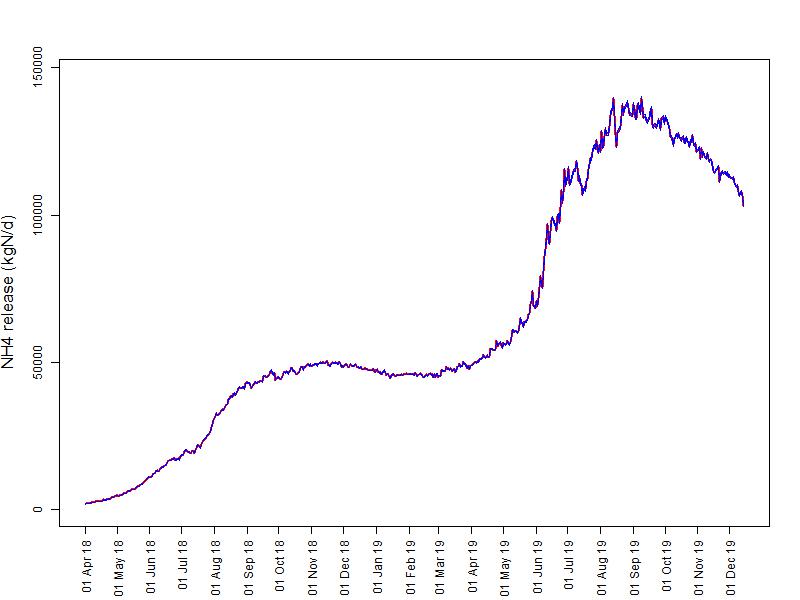 NH4 release (kgN/d)
150000
100000
50000
0
01 Apr 18
01 May 18
01 Jun 18
01 Jul 18
01 Aug 18
01 Sep 18
01 Oct 18
01 Nov 18
01 Dec 18
01 Jan 19
01 Feb 19
01 Mar 19
01 Apr 19
01 May 19
01 Jun 19
01 Jul 19
01 Aug 19
01 Sep 19
01 Oct 19
01 Nov 19
01 Dec 19